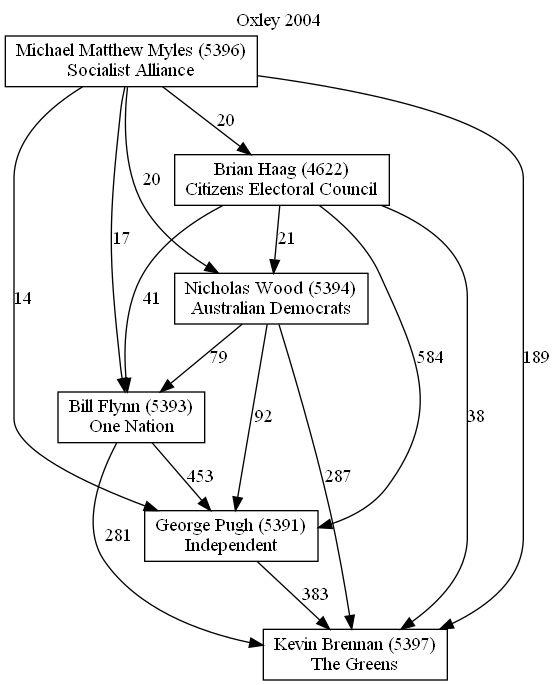 Oxley 2004
Michael Matthew Myles (5396)
Socialist Alliance
20
Brian Haag (4622)
Citizens Electoral Council
20
17
21
Nicholas Wood (5394)
Australian Democrats
14
41
584
189
79
Bill Flynn (5393)
One Nation
92
38
453
287
George Pugh (5391)
Independent
281
383
Kevin Brennan (5397)
The Greens